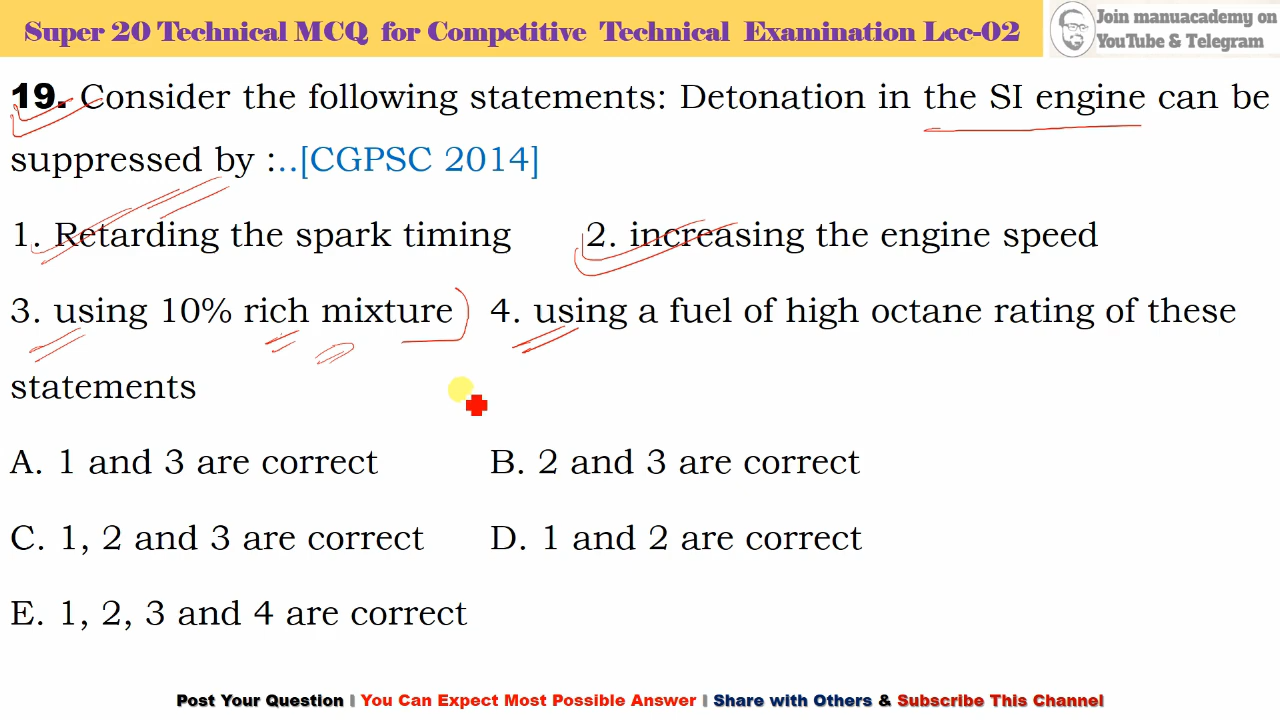 Super 20 Technical MCQ for Competitive Technical Examination Lec-02
Join manuacademy on
YouTube & Telegram
19. Consider the following statements: Detonation in the SI engine can be
suppressed by :..[CGPSC 2014]
1. Retarding the spark timing 2. increasing the engine speed
3. using 10% rich mixture 4. using a fuel of high octane rating of these
statements
A. 1 and 3 are correct B. 2 and 3 are correct
C. 1, 2 and 3 are correct D. 1 and 2 are correct
E. 1, 2, 3 and 4 are correct
Post Your Question | You Can Expect Most Possible Answer | Share with Others & Subscribe This Channel